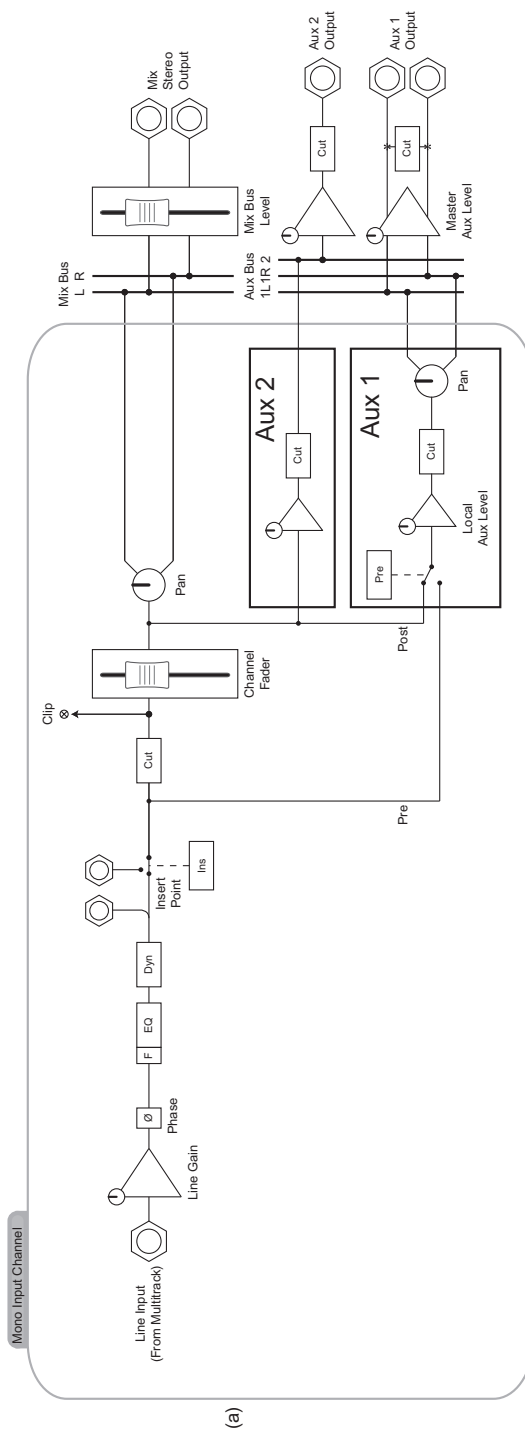 Mono Input Channel
(a)
Line Input
(From Multitrack)
Line Gain
Ø
Phase
F
EQ
Dyn
Insert
Point
Ins
Pre
Cut
Clip
Channel
Fader
Pan
Post
Aux 2
Cut
Aux 1
Pre
Local
Aux Level
Cut
Pan
Mix Bus
L R
Aux Bus
1L 1R 2
Mix Bus
Level
Mix
Stereo
Output
Cut
Aux 2
Output
Master
Aux Level
Cut
Aux 1
Output